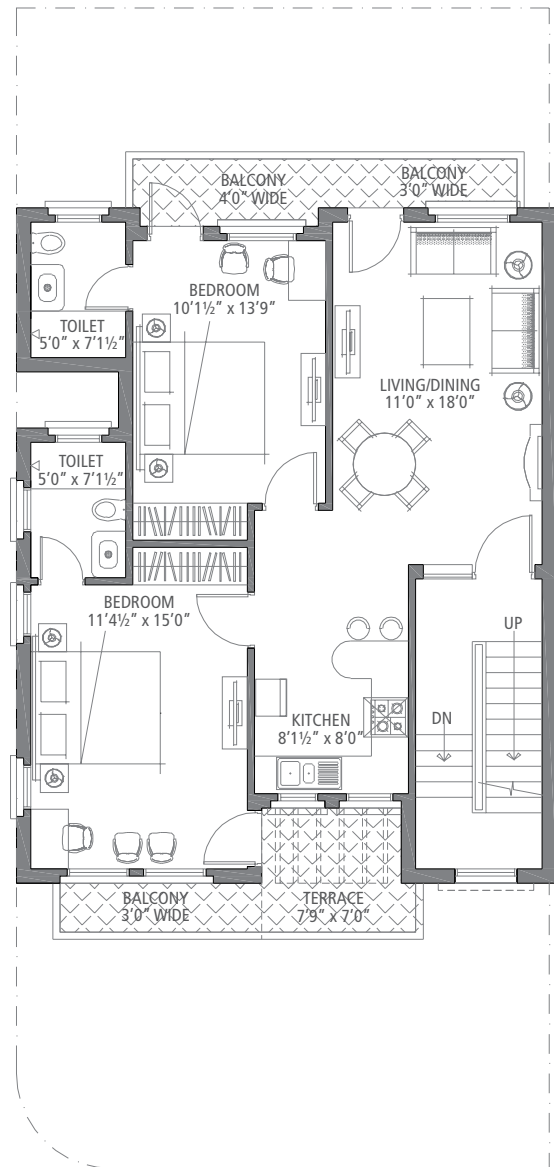 BALCONY
4'0" WIDE
BALCONY
3'0" WIDE
BEDROOM
10'1½" x 13'9"
TOILET
5'0" x 7'1½"
LIVING/DINING
11'0" x 18'0"
TOILET
5'0" x 7'1½"
BEDROOM
11'4½" x 15'0"
UP
DN
KITCHEN
8'1½" x 8'0"
BALCONY
3'0" WIDE
TERRACE
7'9" x 7'0"